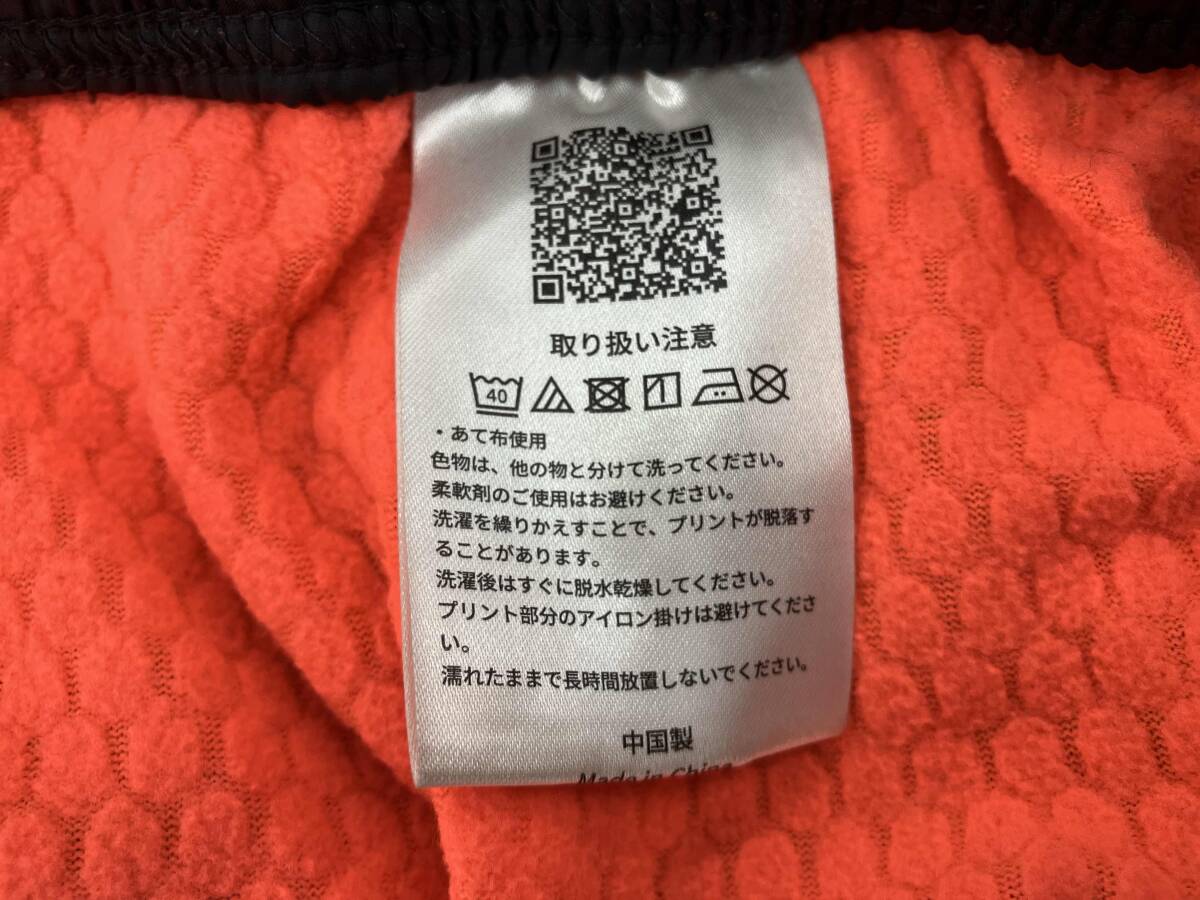 取り扱い注意
40
・あて布使用
色物は、他の物と分けて洗ってください。
柔軟剤のご使用はお避けください。
洗濯を繰りかえすことで、プリントが脱落す
ることがあります。
洗濯後はすぐに脱水乾燥してください。
プリント部分のアイロン掛けは避けてくださ
い。
濡れたままで長時間放置しないでください。
中国製
Made in China